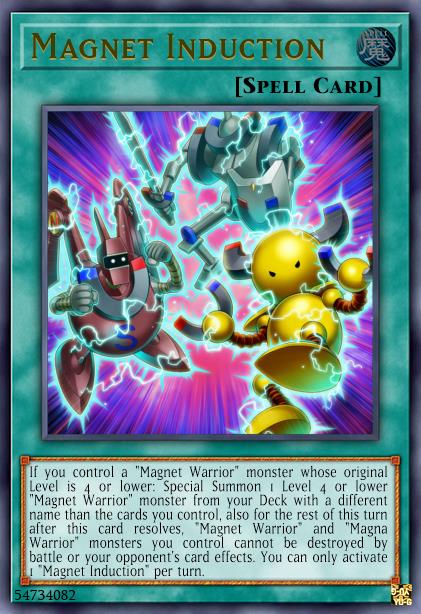 MAGNET INDUCTION
SPELL
魔
[SPELL CARD]
S
If you control a "Magnet Warrior" monster whose original
Level is 4 or lower: Special Summon 1 Level 4 or lower
"Magnet Warrior" monster from your Deck with a different
name than the cards you control, also for the rest of this turn
after this card resolves, "Magnet Warrior" and "Magna
Warrior" monsters you control cannot be destroyed by
battle or your opponent's card effects. You can only activate
1 "Magnet Induction" per turn.
54734082